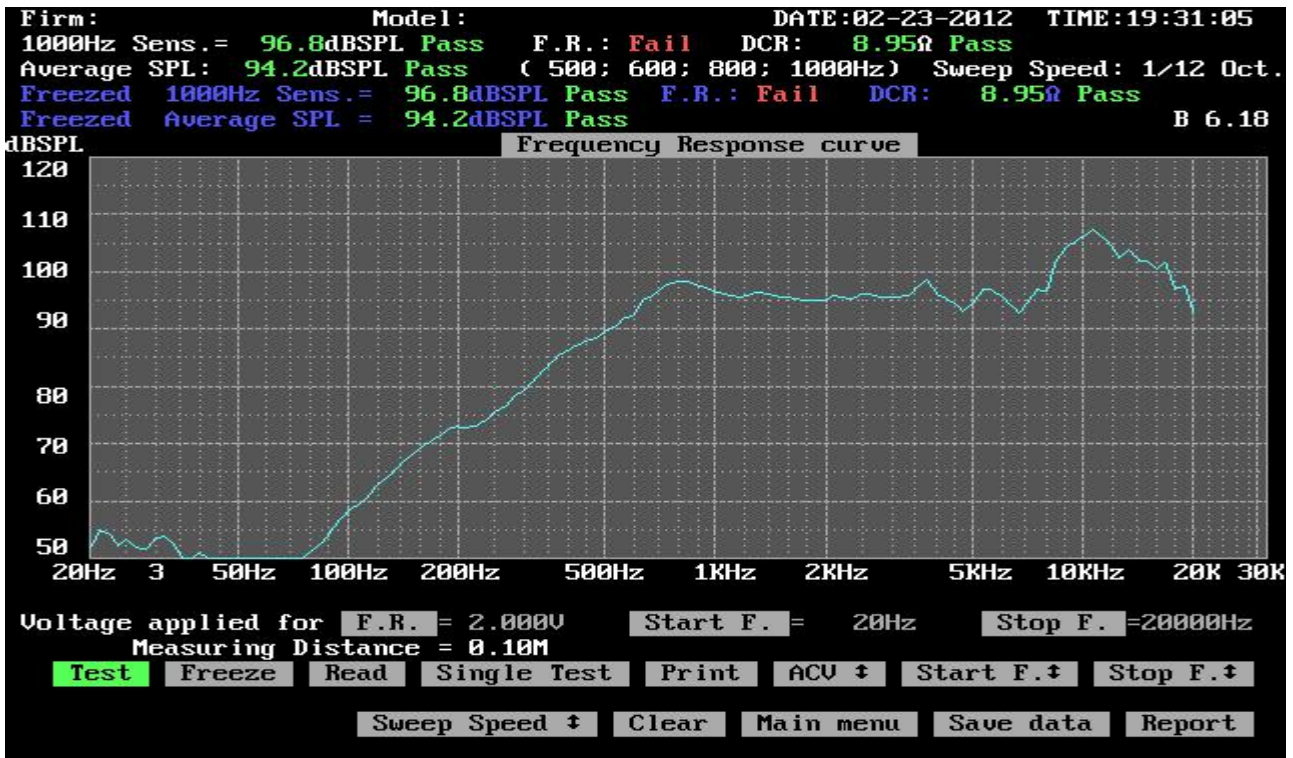 Firm: Model: DATE:02-23-2012 TIME:19:31:05
1000Hz Sens.= 96.8dBSPL Pass F.R.: Fail DCR: 8.95Ω Pass
Average SPL: 94.2dBSPL Pass ( 500; 600; 800; 1000Hz) Sweep Speed: 1/12 Oct.
Freezed 1000Hz Sens.= 96.8dBSPL Pass F.R.: Fail DCR: 8.95Ω Pass
Freezed Average SPL = 94.2dBSPL Pass B 6.18
dBSPL Frequency Response curve
120
110
100
90
80
70
60
50
20Hz 3 50Hz 100Hz 200Hz 500Hz 1KHz 2KHz 5KHz 10KHz 20K 30K
Voltage applied for F.R. = 2.000V Start F. = 20Hz Stop F. =20000Hz
Measuring Distance = 0.10M
Test Freeze Read Single Test Print ACV ↕ Start F.↕ Stop F.↕
Sweep Speed ↕ Clear Main menu Save data Report